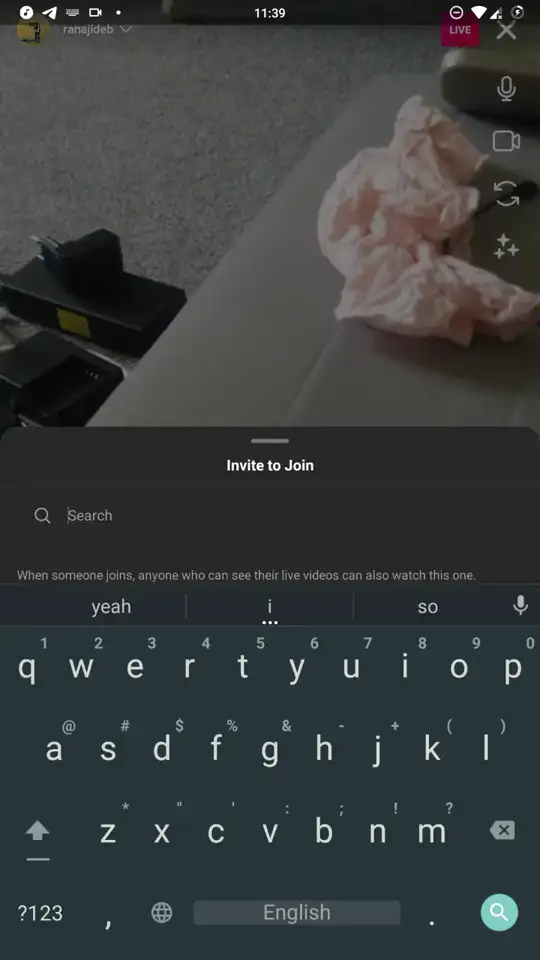 11:39
ranajideb
LIVE
Invite to Join
Search
When someone joins, anyone who can see their live videos can also watch this one.
yeah i so
1 2 3 4 5 6 7 8 9 0
q w e r t y u i o p
@ # $ % & - + ( )
a s d f g h j k l
* " ' : ; ! ?
z x c v b n m
?123 , English .